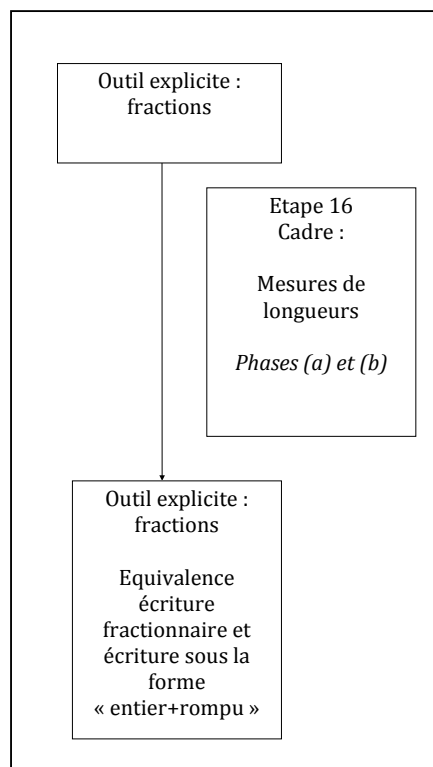 Outil explicite :
fractions
Etape 16
Cadre :
Mesures de
longueurs
Phases (a) et (b)
Outil explicite :
fractions
Equivalence
écriture
fractionnaire et
écriture sous la
forme
« entier+rompu »